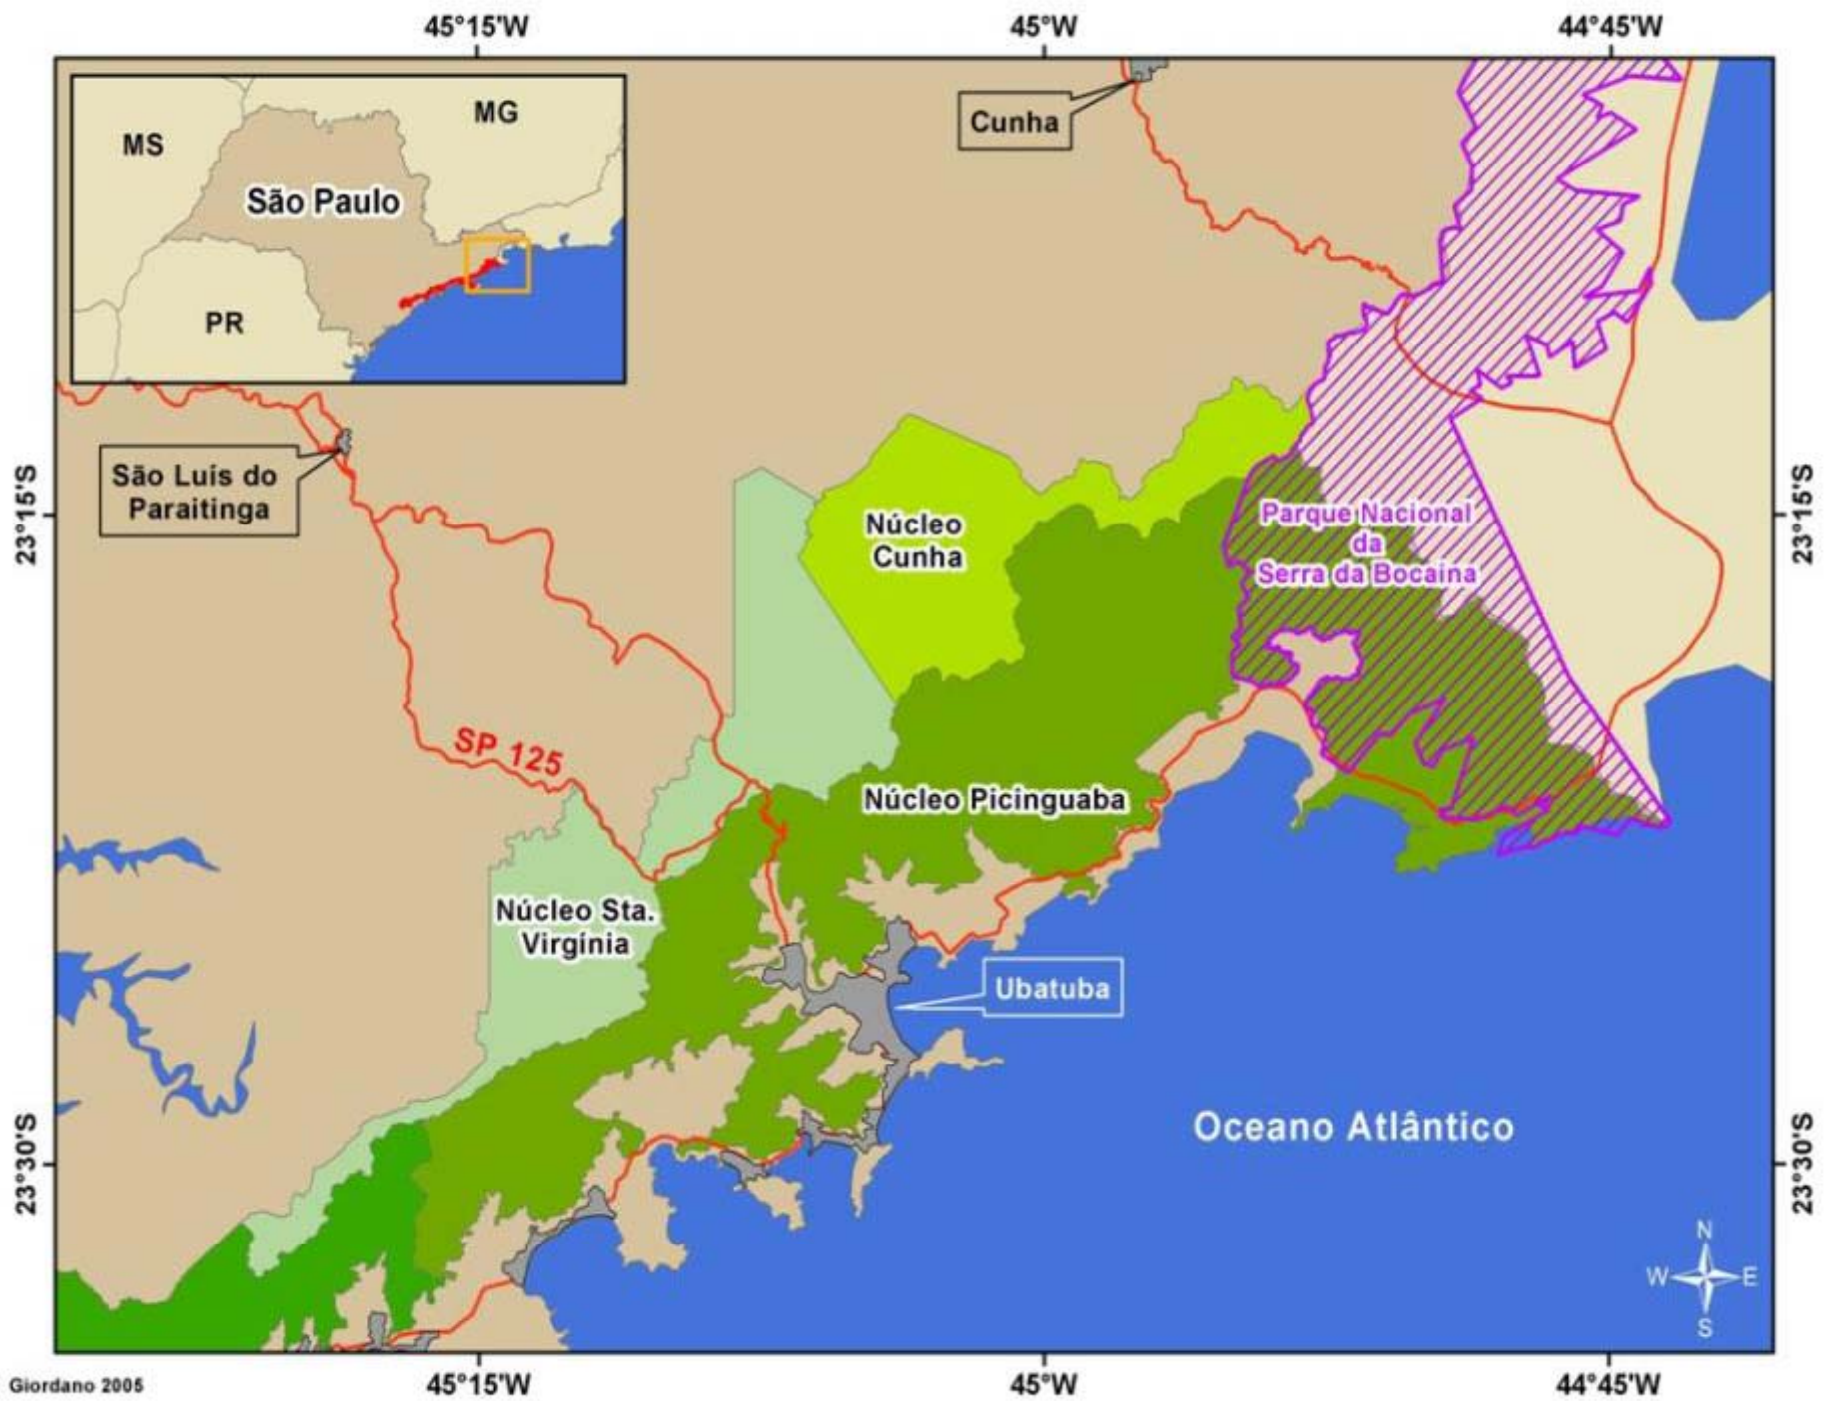 45°15'W
45°W
44°45'W
MS
MG
Cunha
São Paulo
PR
São Luís do
Paraitinga
23°15'S
23°15'S
Núcleo
Cunha
Parque Nacional
da
Serra da Bocaina
SP 125
Núcleo Picinguaba
Núcleo Sta.
Virgínia
Ubatuba
Oceano Atlântico
23°30'S
23°30'S
N
W
E
S
Giordano 2005
45°15'W
45°W
44°45'W